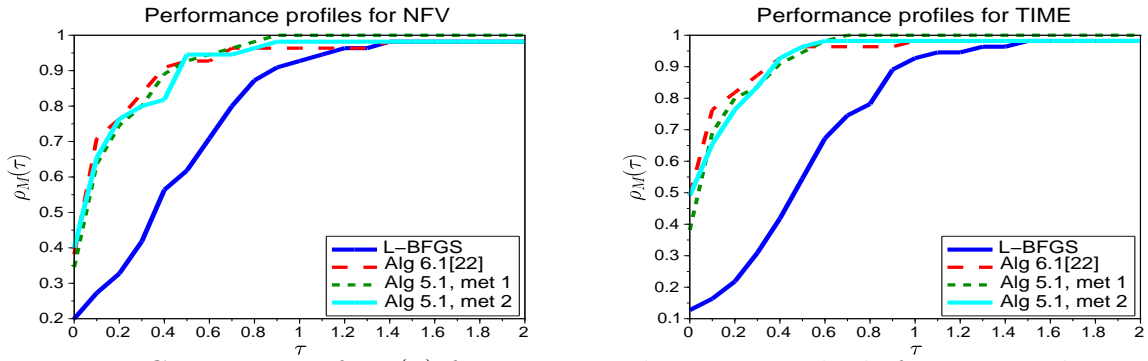 Performance profiles for NFV
1
0.9
0.8
0.7
0.6
0.5
0.4
0.3
0.2
ρ_M(τ)
0 0.2 0.4 0.6 0.8 1 1.2 1.4 1.6 1.8 2
τ
L−BFGS
Alg 6.1[22]
Alg 5.1, met 1
Alg 5.1, met 2
Performance profiles for TIME
1
0.9
0.8
0.7
0.6
0.5
0.4
0.3
0.2
0.1
ρ_M(τ)
0 0.2 0.4 0.6 0.8 1 1.2 1.4 1.6 1.8 2
τ
L−BFGS
Alg 6.1[22]
Alg 5.1, met 1
Alg 5.1, met 2